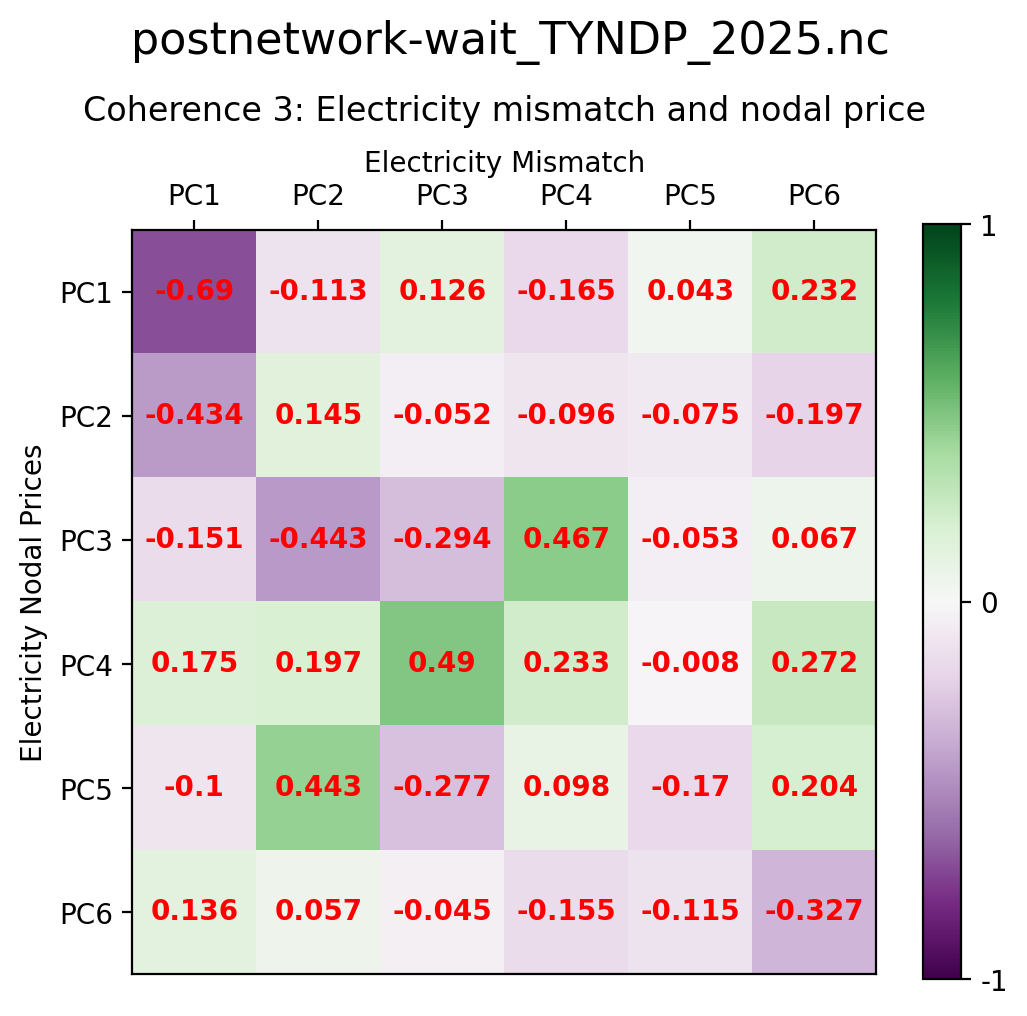 postnetwork-wait_TYNDP_2025.nc
Coherence 3: Electricity mismatch and nodal price
Electricity Mismatch
PC1 PC2 PC3 PC4 PC5 PC6
Electricity Nodal Prices
PC1 -0.69 -0.113 0.126 -0.165 0.043 0.232
PC2 -0.434 0.145 -0.052 -0.096 -0.075 -0.197
PC3 -0.151 -0.443 -0.294 0.467 -0.053 0.067
PC4 0.175 0.197 0.49 0.233 -0.008 0.272
PC5 -0.1 0.443 -0.277 0.098 -0.17 0.204
PC6 0.136 0.057 -0.045 -0.155 -0.115 -0.327
1
0
-1